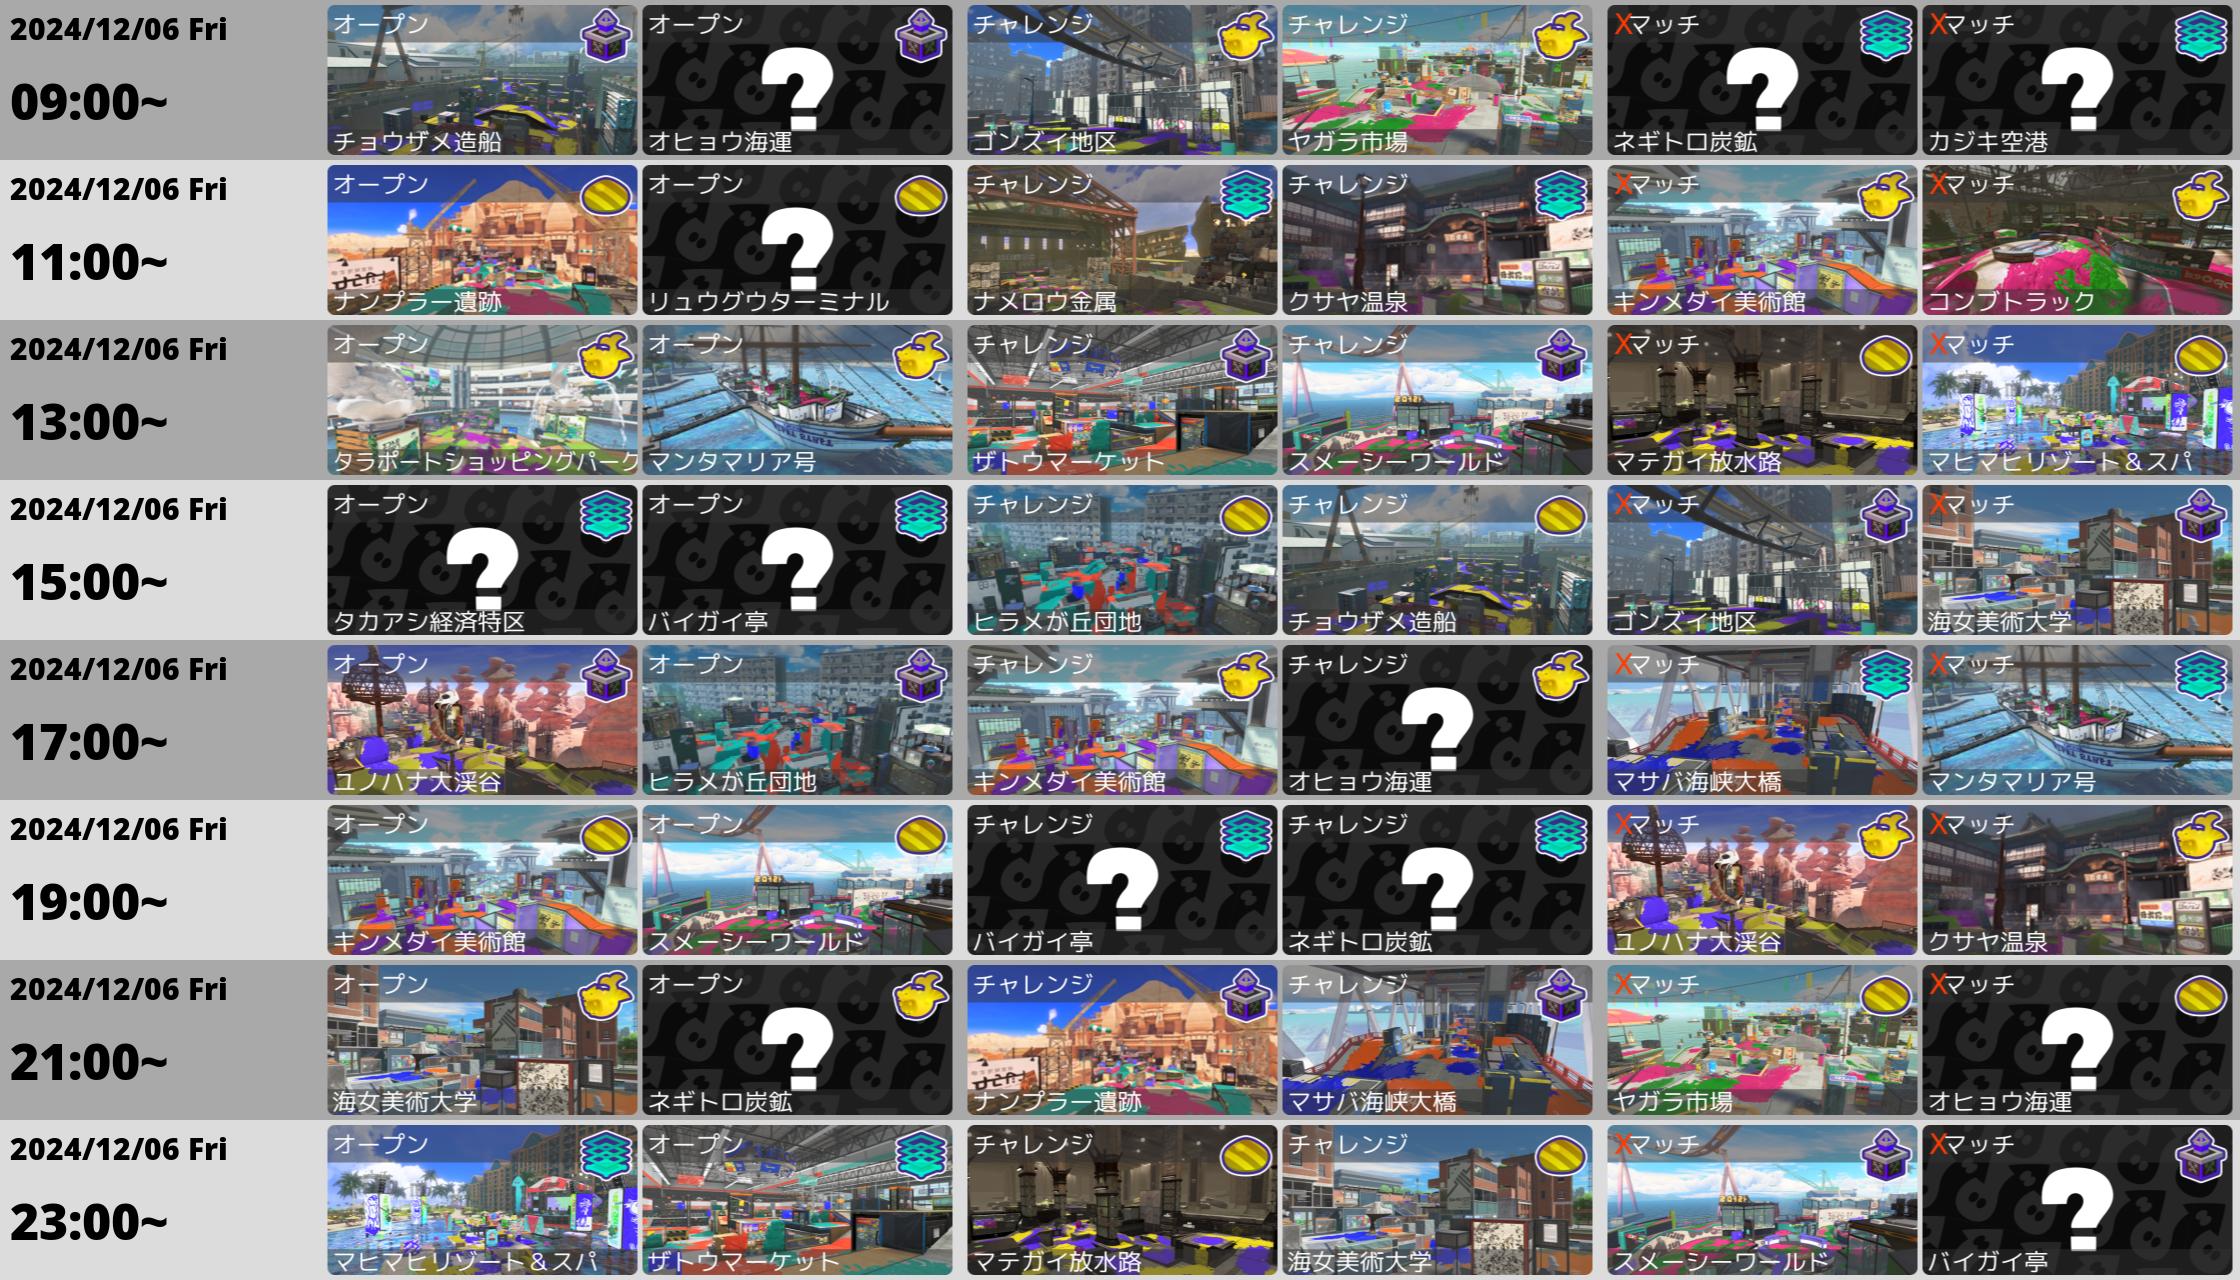 2024/12/06 Fri
09:00~
オープン
チョウザメ造船
オープン
オヒョウ海運
チャレンジ
ゴンズイ地区
チャレンジ
ヤガラ市場
Xマッチ
ネギトロ炭鉱
Xマッチ
カジキ空港
2024/12/06 Fri
11:00~
オープン
ナンプラー遺跡
オープン
リュウグウターミナル
チャレンジ
ナメロウ金属
チャレンジ
クサヤ温泉
Xマッチ
キンメダイ美術館
Xマッチ
コンブトラック
2024/12/06 Fri
13:00~
オープン
タラポートショッピングパーク
オープン
マンタマリア号
チャレンジ
ザトウマーケット
チャレンジ
スメーシーワールド
Xマッチ
マテガイ放水路
Xマッチ
マヒマヒリゾート&スパ
2024/12/06 Fri
15:00~
オープン
タカアシ経済特区
オープン
バイガイ亭
チャレンジ
ヒラメが丘団地
チャレンジ
チョウザメ造船
Xマッチ
ゴンズイ地区
Xマッチ
海女美術大学
2024/12/06 Fri
17:00~
オープン
ユノハナ大渓谷
オープン
ヒラメが丘団地
チャレンジ
キンメダイ美術館
チャレンジ
オヒョウ海運
Xマッチ
マサバ海峡大橋
Xマッチ
マンタマリア号
2024/12/06 Fri
19:00~
オープン
キンメダイ美術館
オープン
スメーシーワールド
チャレンジ
バイガイ亭
チャレンジ
ネギトロ炭鉱
Xマッチ
ユノハナ大渓谷
Xマッチ
クサヤ温泉
2024/12/06 Fri
21:00~
オープン
海女美術大学
オープン
ネギトロ炭鉱
チャレンジ
ナンプラー遺跡
チャレンジ
マサバ海峡大橋
Xマッチ
ヤガラ市場
Xマッチ
オヒョウ海運
2024/12/06 Fri
23:00~
オープン
マヒマヒリゾート&スパ
オープン
ザトウマーケット
チャレンジ
マテガイ放水路
チャレンジ
海女美術大学
Xマッチ
スメーシーワールド
Xマッチ
バイガイ亭